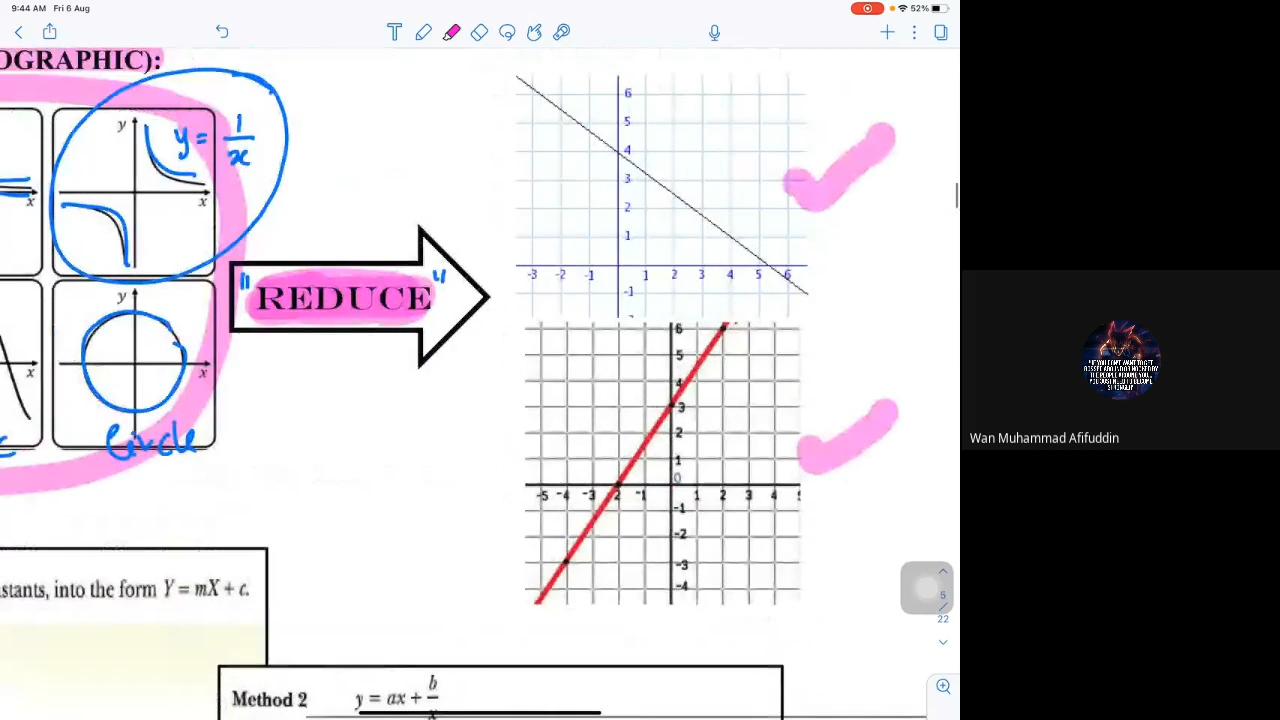 9:44 AM Fri 6 Aug
52%
OGRAPHIC):
y
y = 1/x
x
x
6
5
4
3
2
1
-3 -2 -1 1 2 3 4 5 6
-1
"REDUCE"
y
x
x
circle
6
5
4
3
2
1
0
-5 -4 -3 2 -1 1 2 3 4 5
-1
-2
-3
-4
stants, into the form Y = mX + c.
Method 2 y = ax + b/x
5
22
Wan Muhammad Afifuddin